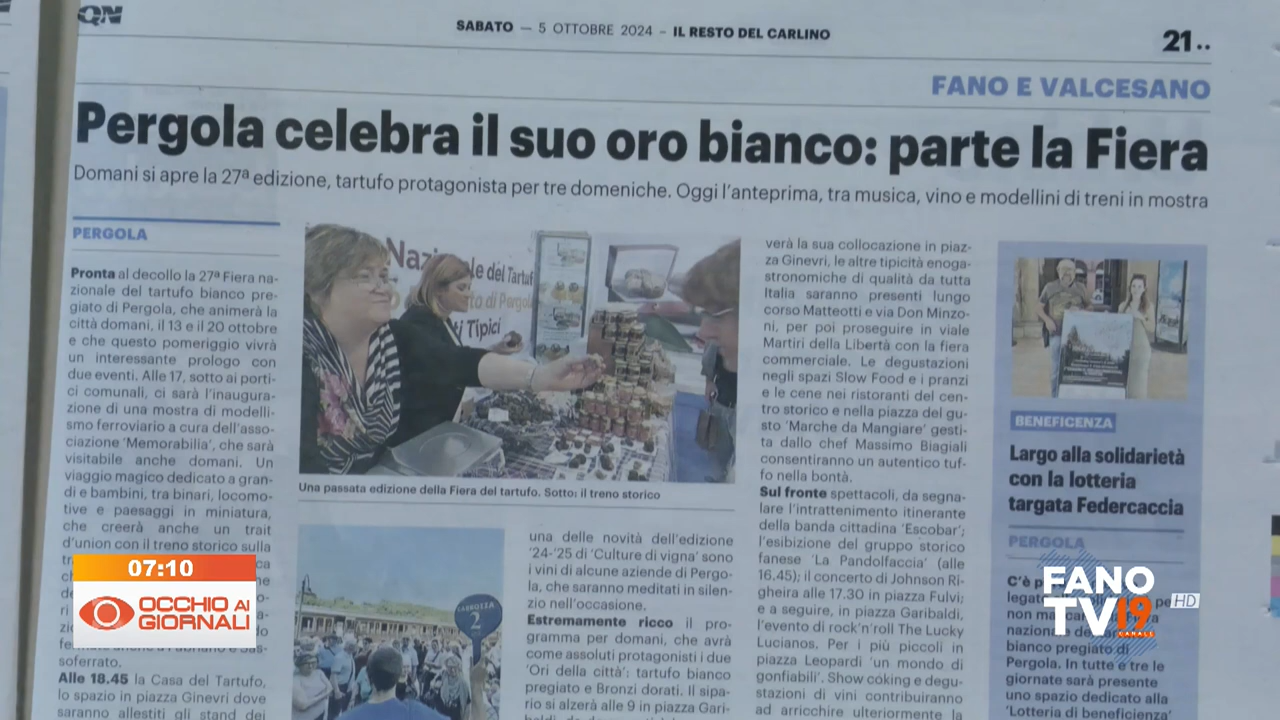 QN
SABATO — 5 OTTOBRE 2024 – IL RESTO DEL CARLINO
21..
FANO E VALCESANO
Pergola celebra il suo oro bianco: parte la Fiera
Domani si apre la 27ª edizione, tartufo protagonista per tre domeniche. Oggi l'anteprima, tra musica, vino e modellini di treni in mostra
PERGOLA
Pronta al decollo la 27ª Fiera na-
zionale del tartufo bianco pre-
giato di Pergola, che animerà la
città domani, il 13 e il 20 ottobre
e che questo pomeriggio vivrà
un interessante prologo con
due eventi. Alle 17, sotto ai porti-
ci comunali, ci sarà l'inaugura-
zione di una mostra di modelli-
smo ferroviario a cura dell'asso-
ciazione 'Memorabilia', che sarà
visitabile anche domani. Un
viaggio magico dedicato a gran-
di e bambini, tra binari, locomo-
tive e paesaggi in miniatura,
che creerà anche un trait
d'union con il treno storico sulla
soferrato.
Alle 18.45 la Casa del Tartufo,
lo spazio in piazza Ginevri dove
saranno allestiti gli stand dei
Una passata edizione della Fiera del tartufo. Sotto: il treno storico
CARROZZA
2
una delle novità dell'edizione
'24-'25 di 'Culture di vigna' sono
i vini di alcune aziende di Pergo-
la, che saranno meditati in silen-
zio nell'occasione.
Estremamente ricco il pro-
gramma per domani, che avrà
come assoluti protagonisti i due
'Ori della città': tartufo bianco
pregiato e Bronzi dorati. Il sipa-
rio si alzerà alle 9 in piazza Gari-
verà la sua collocazione in piaz-
za Ginevri, le altre tipicità enoga-
stronomiche di qualità da tutta
Italia saranno presenti lungo
corso Matteotti e via Don Minzo-
ni, per poi proseguire in viale
Martiri della Libertà con la fiera
commerciale. Le degustazioni
negli spazi Slow Food e i pranzi
e le cene nei ristoranti del cen-
tro storico e nella piazza del gu-
sto 'Marche da Mangiare' gesti-
ta dallo chef Massimo Biagiali
consentiranno un autentico tuf-
fo nella bontà.
Sul fronte spettacoli, da segna-
lare l'intrattenimento itinerante
della banda cittadina 'Escobar';
l'esibizione del gruppo storico
fanese 'La Pandolfaccia' (alle
16.45); il concerto di Johnson Ri-
gheira alle 17.30 in piazza Fulvi;
e a seguire, in piazza Garibaldi,
l'evento di rock'n'roll The Lucky
Lucianos. Per i più piccoli in
piazza Leopardi 'un mondo di
gonfiabili'. Show coking e degu-
stazioni di vini contribuiranno
ad arricchire ulteriormente la
BENEFICENZA
Largo alla solidarietà
con la lotteria
targata Federcaccia
PERGOLA
bianco pregiato di
Pergola. In tutte e tre le
giornate sarà presente
uno spazio dedicato alla
'Lotteria di beneficienza'
07:10
OCCHIO AI
GIORNALI
FANO
TV19
CANALE
HD